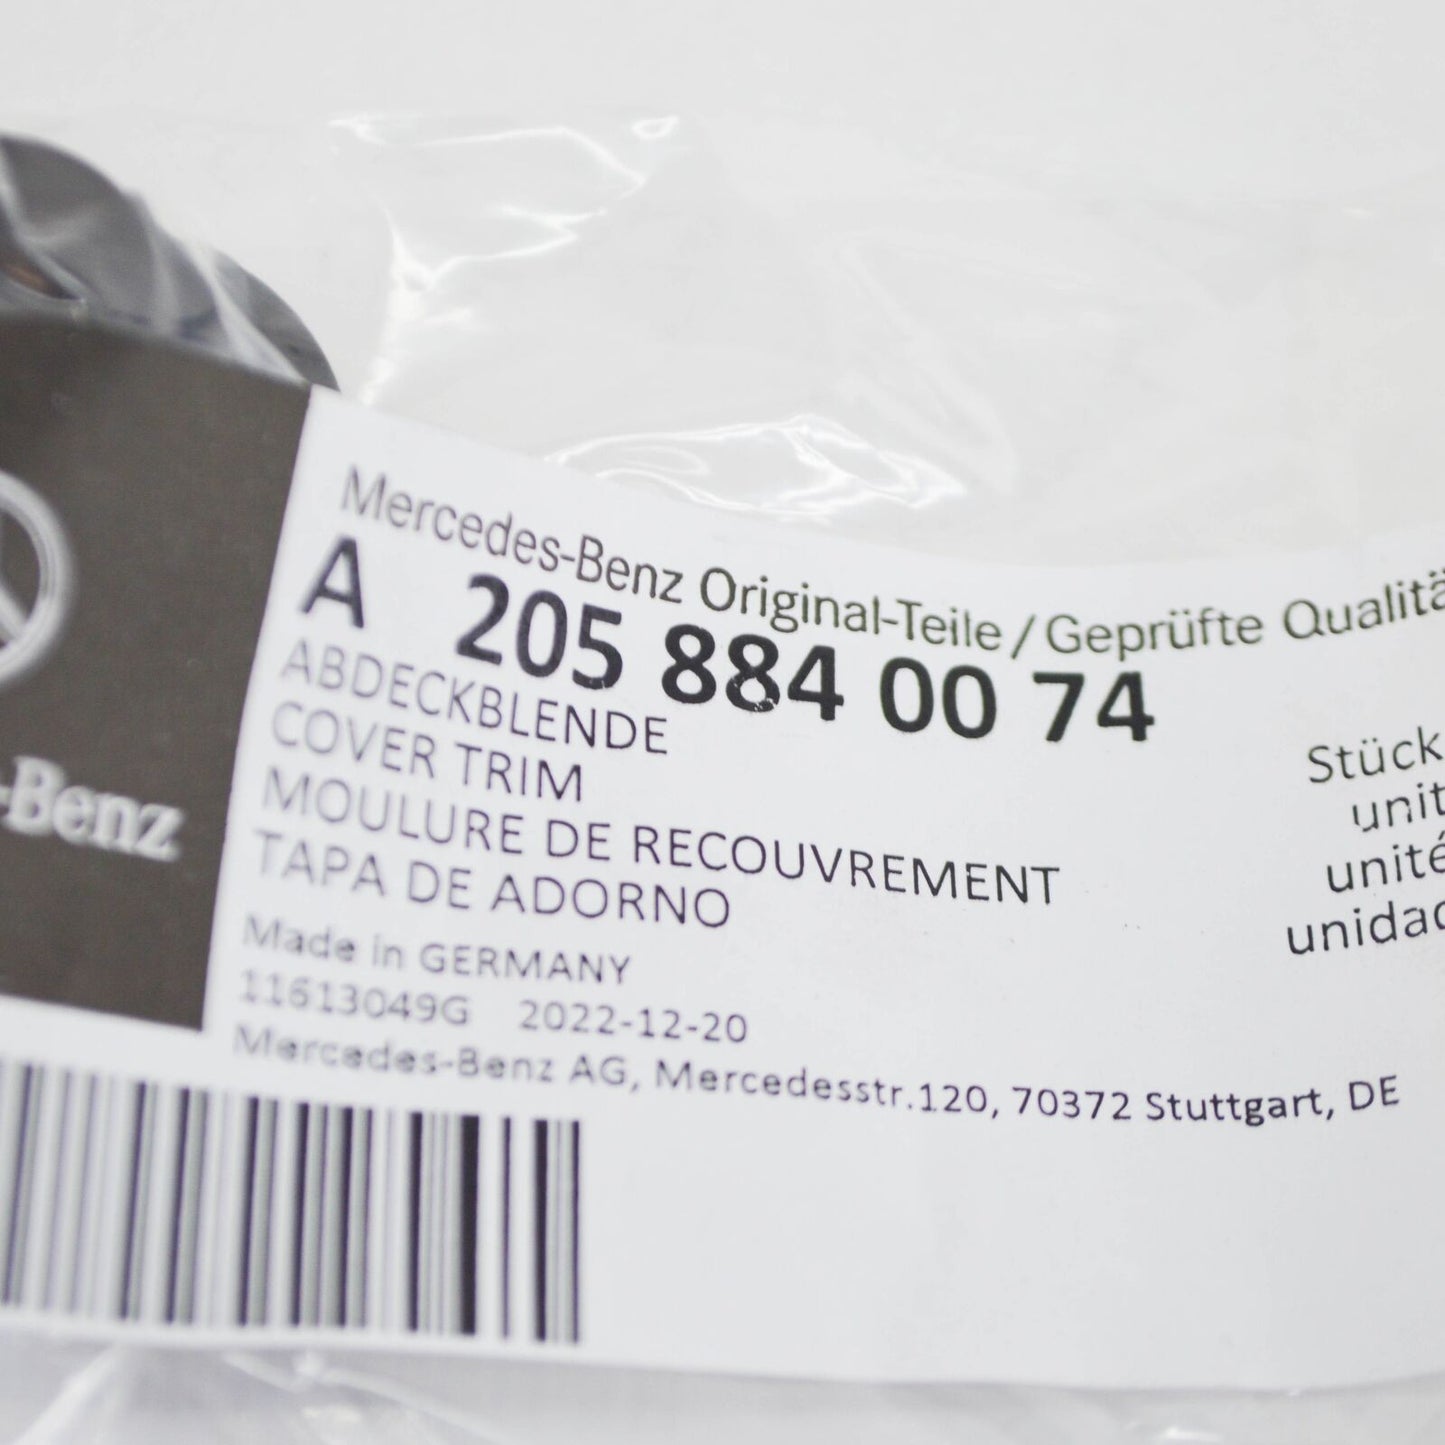 Mercedes-Benz Original-Teile / Geprüfte Qualitä
A 205 884 00 74
ABDECKBLENDE
COVER TRIM
MOULURE DE RECOUVREMENT
TAPA DE ADORNO
Stück
unit
unité
unidad
Made in GERMANY
11613049G 2022-12-20
Mercedes-Benz AG, Mercedesstr.120, 70372 Stuttgart, DE
-Benz